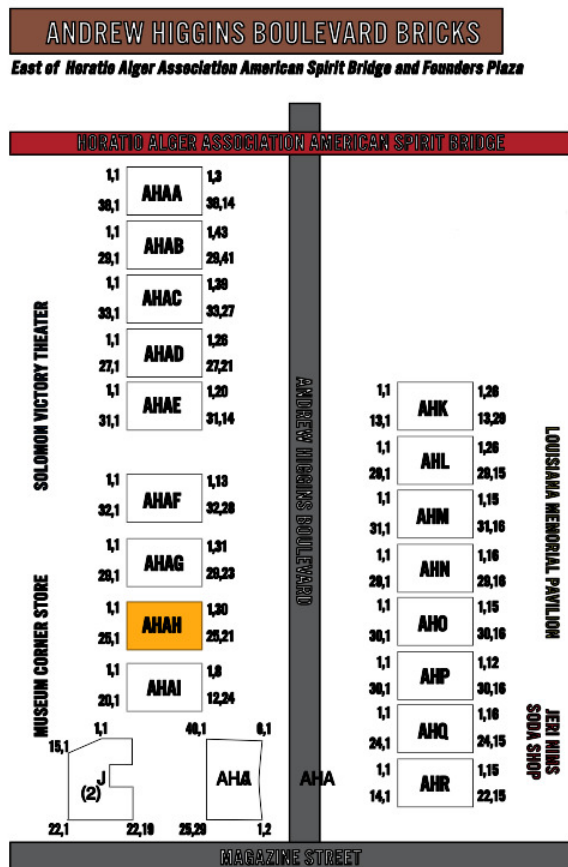 ANDREW HIGGINS BOULEVARD BRICKS
East of Horatio Alger Association American Spirit Bridge and Founders Plaza
HORATIO ALGER ASSOCIATION AMERICAN SPIRIT BRIDGE
1,1 1,3
AHAA
38,1 38,14
1,1 1,43
AHAB
29,1 29,41
1,1 1,39
AHAC
33,1 33,27
1,1 1,26
AHAD
27,1 27,21
1,1 1,20
AHAE
31,1 31,14
SOLOMON VICTORY THEATER
1,1 1,13
AHAF
32,1 32,28
1,1 1,31
AHAG
29,1 29,23
1,1 1,30
AHAH
25,1 25,21
1,1 1,8
AHAI
20,1 12,24
MUSEUM CORNER STORE
1,1
15,1
J
(2)
22,1 22,19
40,1 6,1
AHA
25,29 1,2
ANDREW HIGGINS BOULEVARD
AHA
1,1 1,26
AHK
13,1 13,29
1,1 1,26
AHL
29,1 29,15
1,1 1,15
AHM
31,1 31,16
1,1 1,16
AHN
29,1 29,16
1,1 1,15
AHO
30,1 30,16
1,1 1,12
AHP
30,1 30,16
1,1 1,16
AHQ
24,1 24,15
1,1 1,15
AHR
14,1 22,15
LOUISIANA MEMORIAL PAVILION
JERI NIMS
SODA SHOP
MAGAZINE STREET